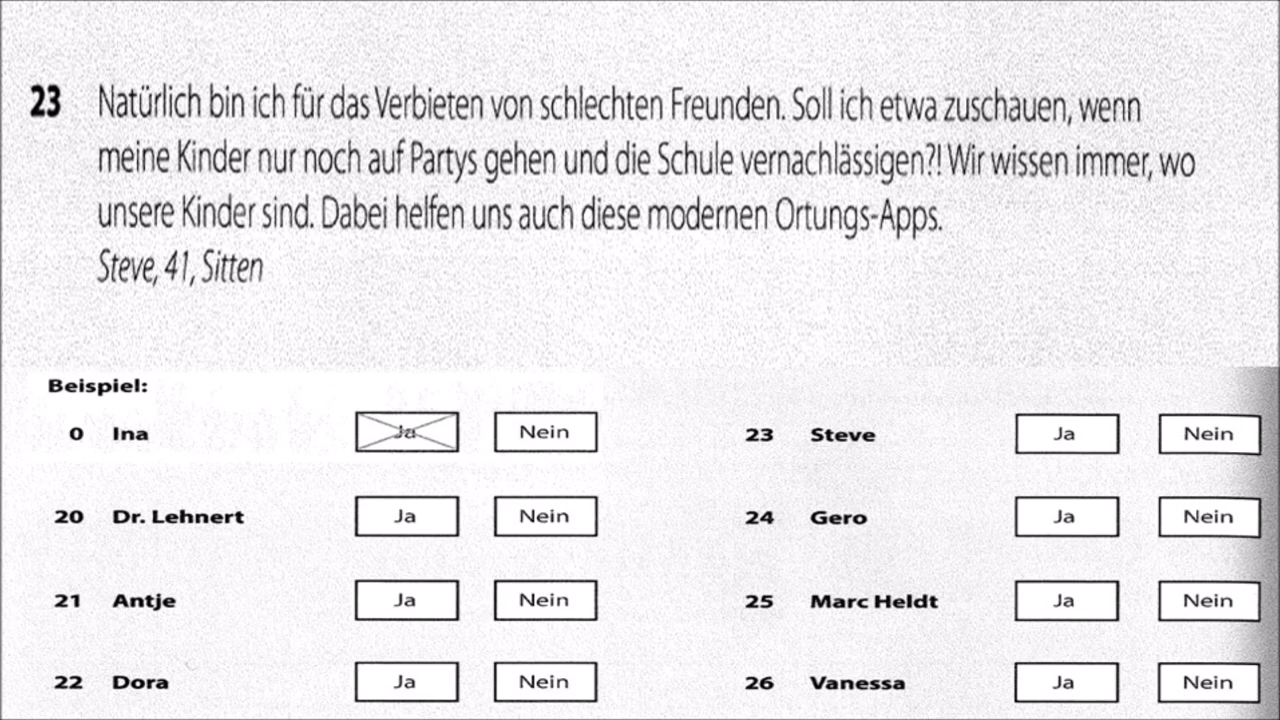 23 Natürlich bin ich für das Verbieten von schlechten Freunden. Soll ich etwa zuschauen, wenn
meine Kinder nur noch auf Partys gehen und die Schule vernachlässigen?! Wir wissen immer, wo
unsere Kinder sind. Dabei helfen uns auch diese modernen Ortungs-Apps.
Steve, 41, Sitten
Beispiel:
0 Ina Ja Nein 23 Steve Ja Nein
20 Dr. Lehnert Ja Nein 24 Gero Ja Nein
21 Antje Ja Nein 25 Marc Heldt Ja Nein
22 Dora Ja Nein 26 Vanessa Ja Nein